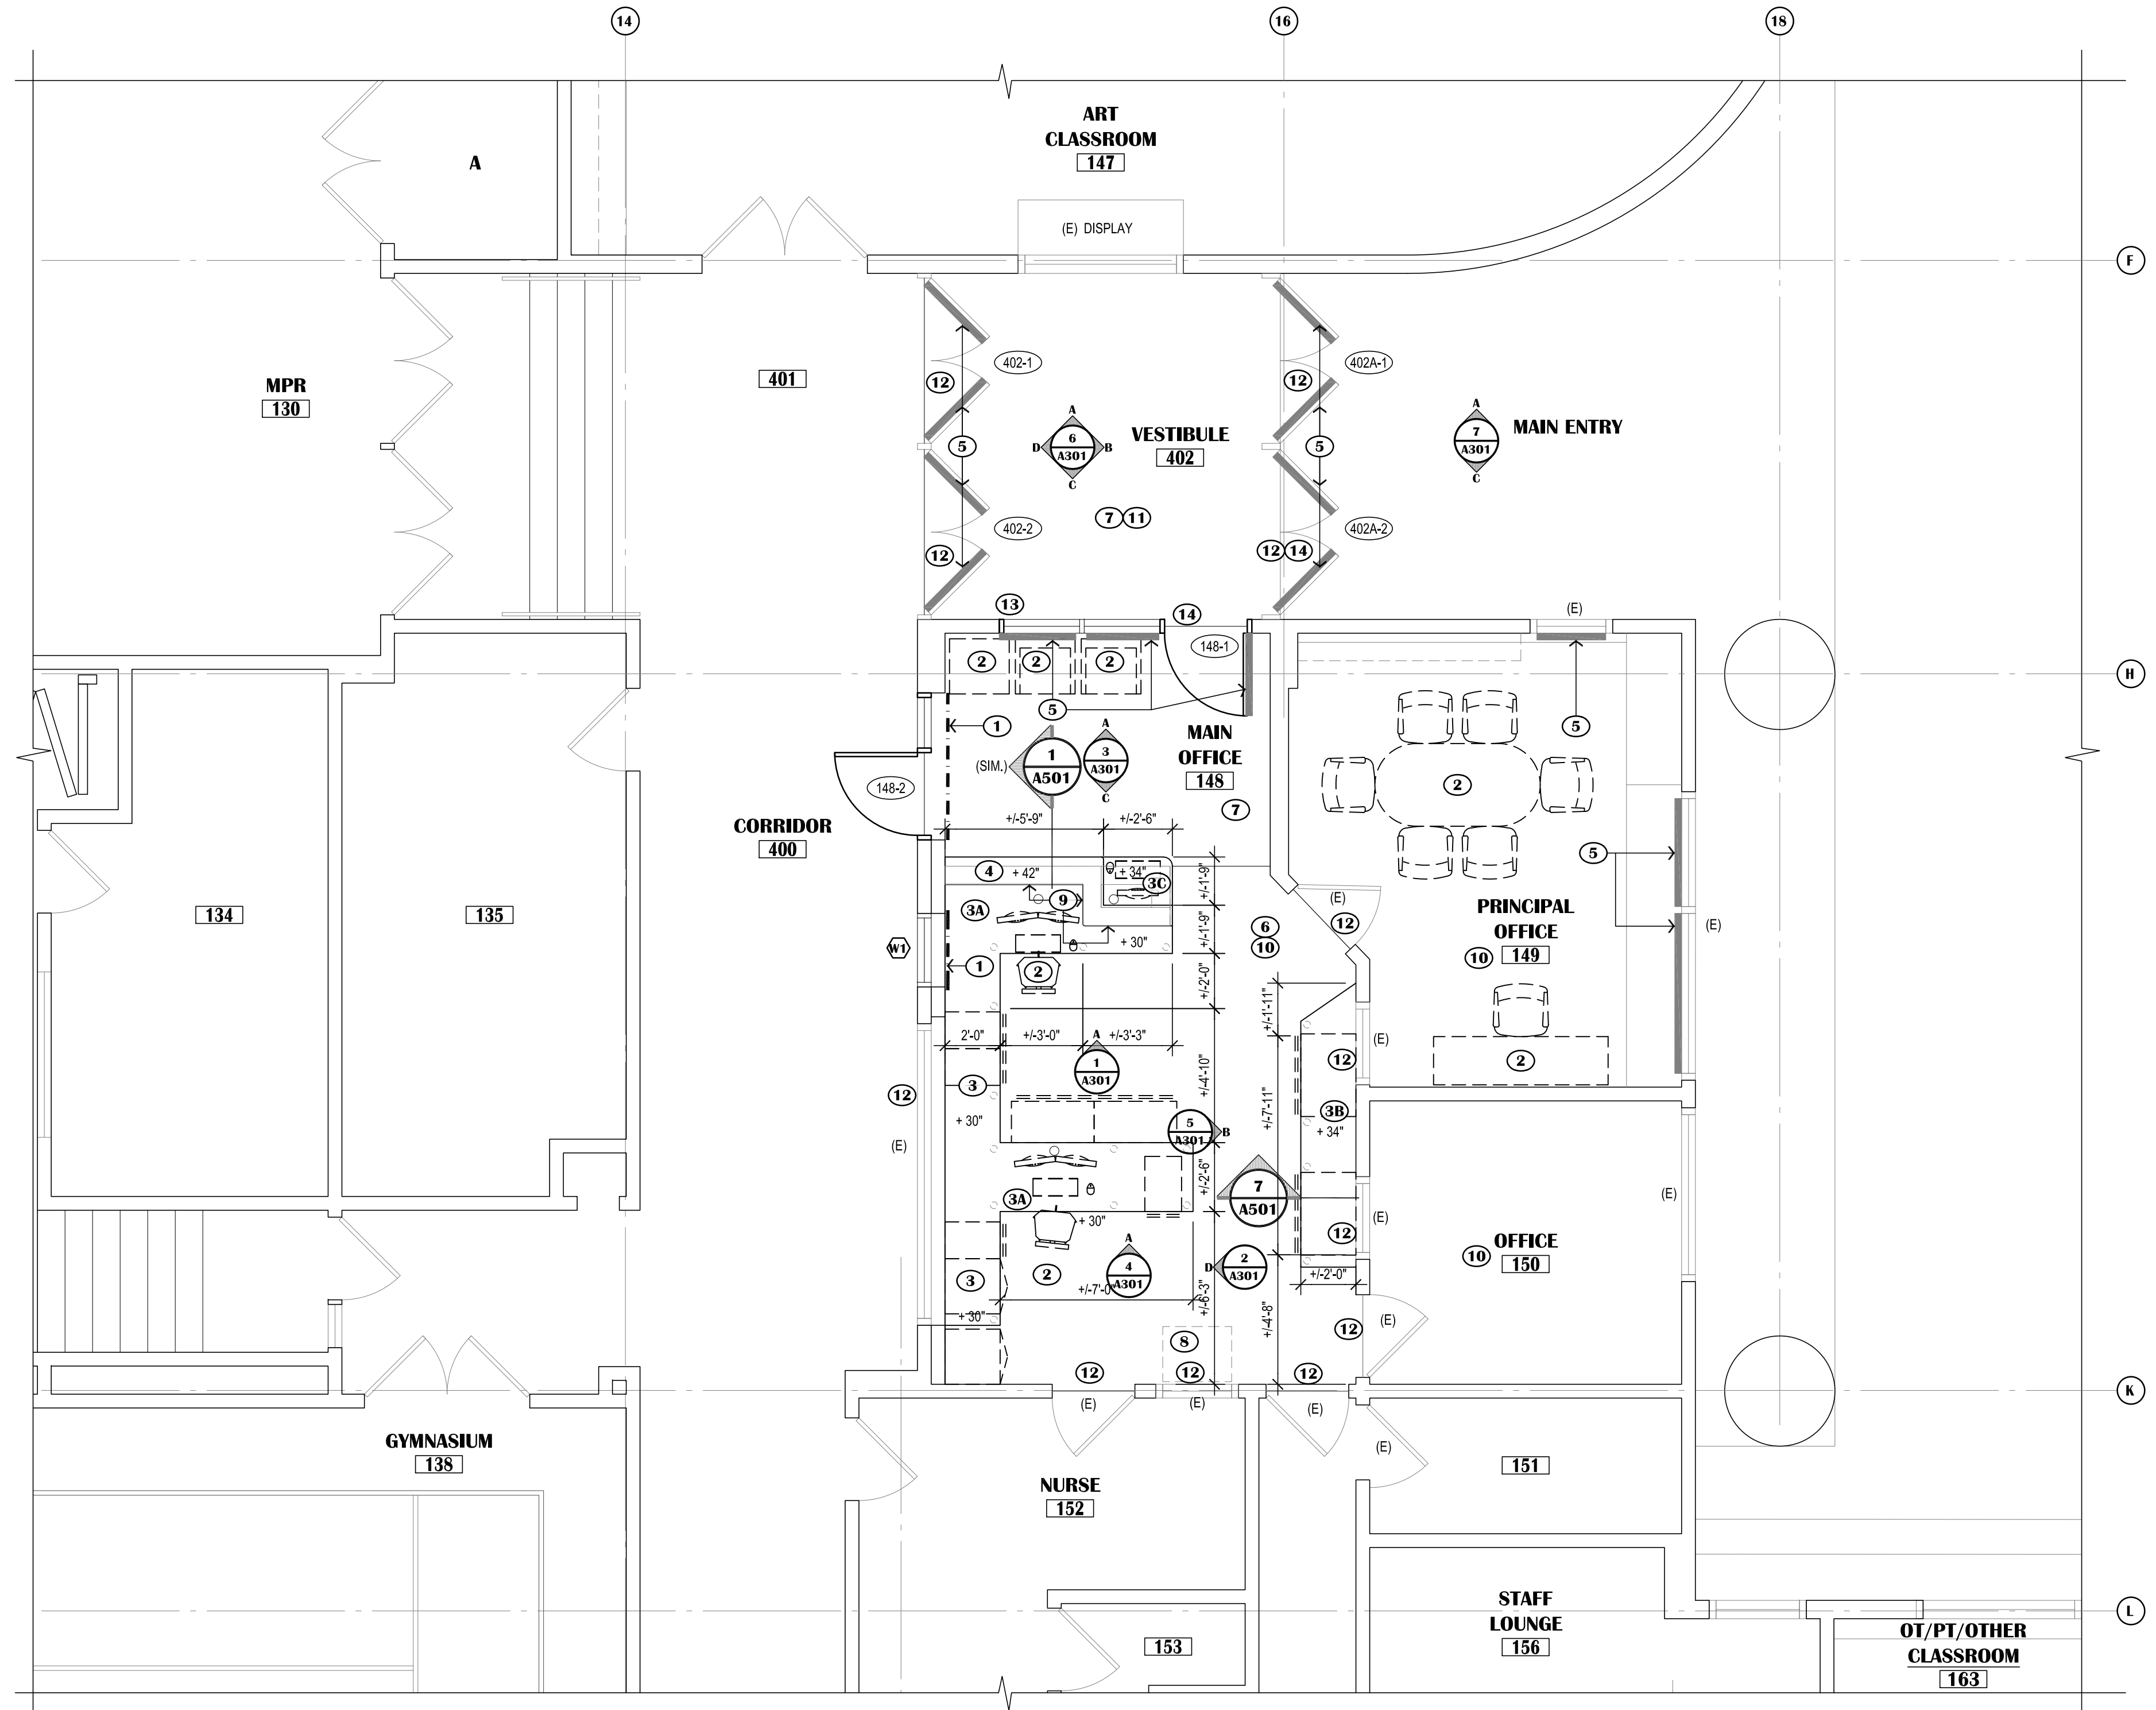 14
16
18
ART
CLASSROOM
147
A
(E) DISPLAY
F
402-1
402A-1
401
12
12
MPR
130
A
6
A301
D
B
C
VESTIBULE
402
A
7
A301
C
MAIN ENTRY
5
5
402-2
402A-2
7
11
12
12
14
13
14
(E)
148-1
2
2
2
H
5
1
5
MAIN
OFFICE
148
(SIM.)
1
A501
A
3
A301
C
148-2
2
7
CORRIDOR
400
+/-5'-9"
+/-2'-6"
5
4
+ 42"
+ 34"
3C
+/-1'-9"
9
3A
134
135
(E)
12
PRINCIPAL
OFFICE
149
10
(E)
6
10
+/-1'-9"
+ 30"
W1
1
2
+/-2'-0"
+/-1'-11"
2'-0"
+/-3'-0"
+/-3'-3"
A
1
A301
(E)
12
2
3
12
+/-4'-10"
+/-7'-11"
3B
+ 34"
+ 30"
5
A301
B
(E)
+/-2'-6"
7
A501
3A
+ 30"
(E)
12
(E)
OFFICE
150
10
A
4
A301
D
2
A301
3
2
+/-7'-0"
+/-2'-0"
+/-6'-3"
+/-4'-8"
+ 30"
(E)
12
8
12
12
12
(E)
(E)
(E)
K
GYMNASIUM
138
(E)
151
NURSE
152
STAFF
LOUNGE
156
L
153
OT/PT/OTHER
CLASSROOM
163